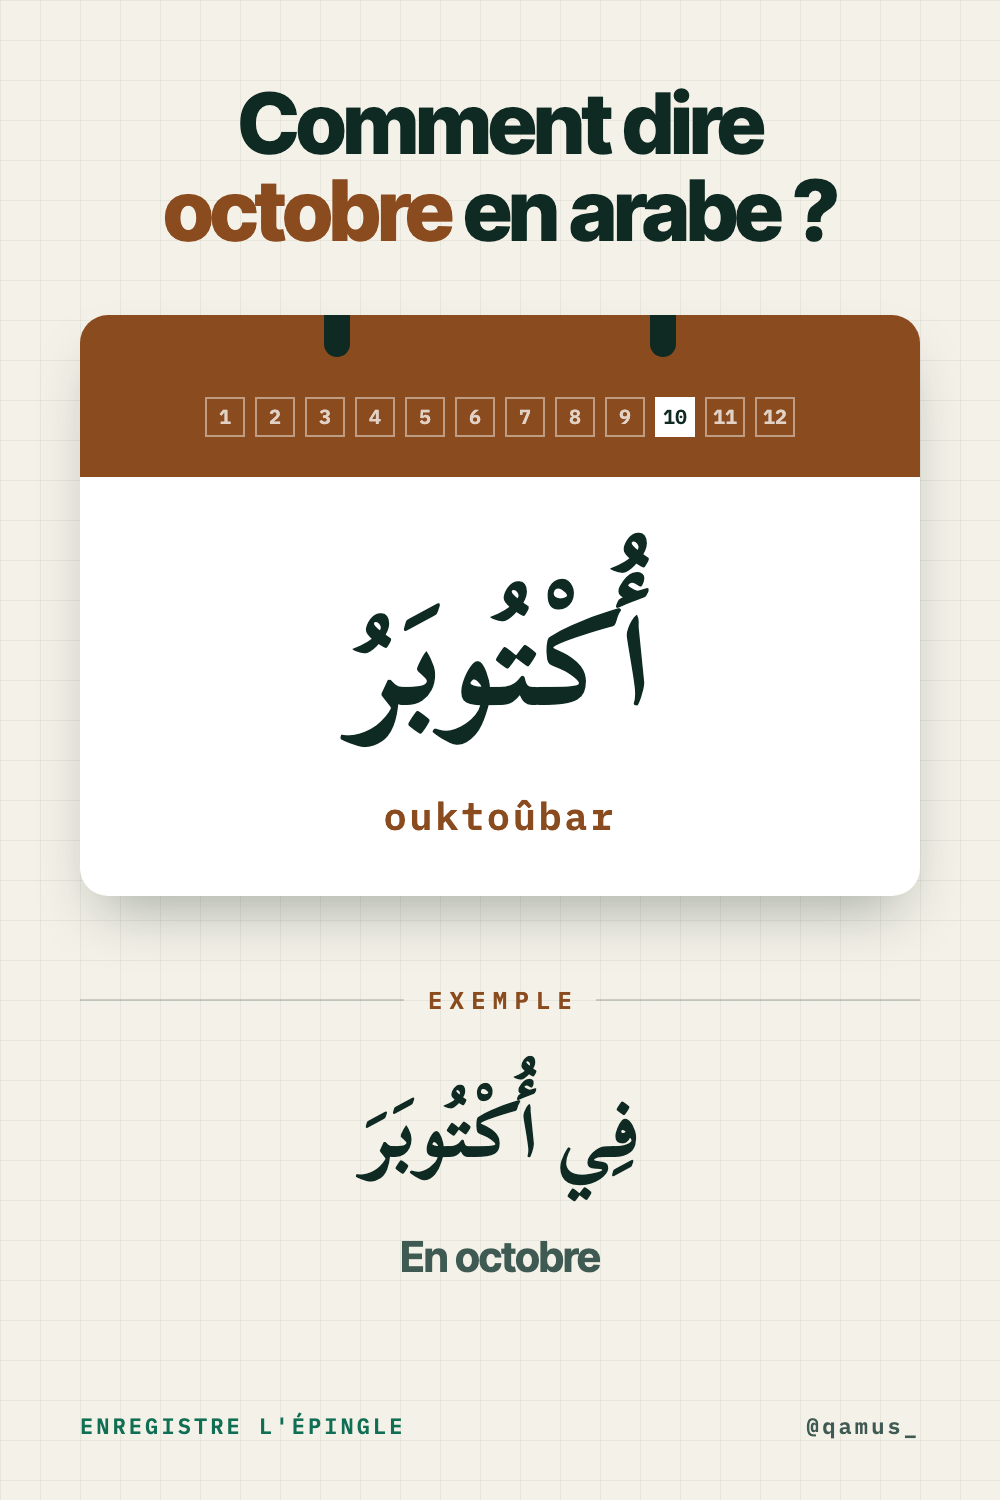 Comment dire
octobre en arabe ?
1 2 3 4 5 6 7 8 9 10 11 12
أُكْتُوبَرُ
ouktoûbar
EXEMPLE
فِي أُكْتُوبَرَ
En octobre
ENREGISTRE L'ÉPINGLE
@qamus_